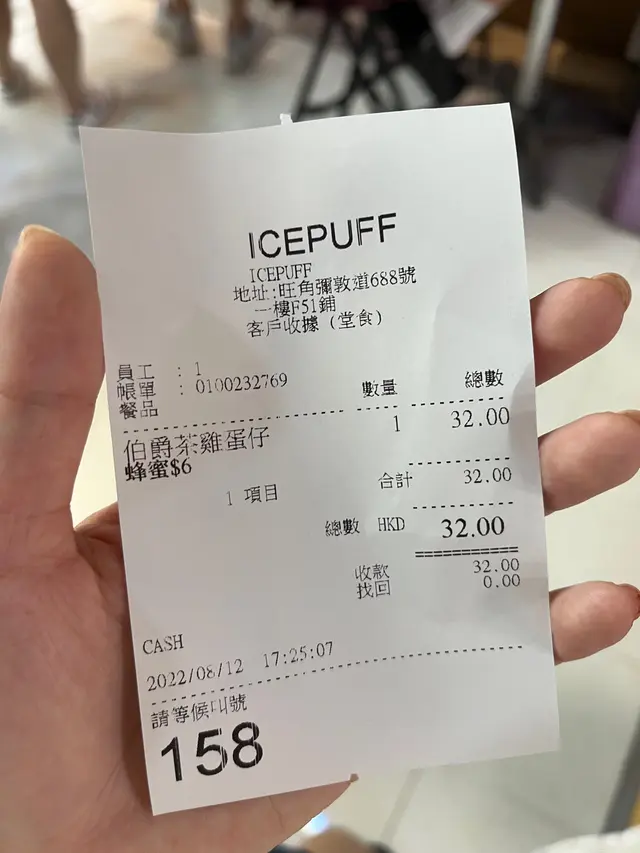 ICEPUFF
ICEPUFF
地址:旺角彌敦道688號
一樓F51鋪
客戶收據 (堂食)
員工 : 1
帳單 : 0100232769
餐品 數量 總數
伯爵茶雞蛋仔 1 32.00
蜂蜜$6
合計 32.00
1 項目
總數 HKD 32.00
收款 32.00
找回 0.00
CASH
2022/08/12 17:25:07
請等候叫號
158